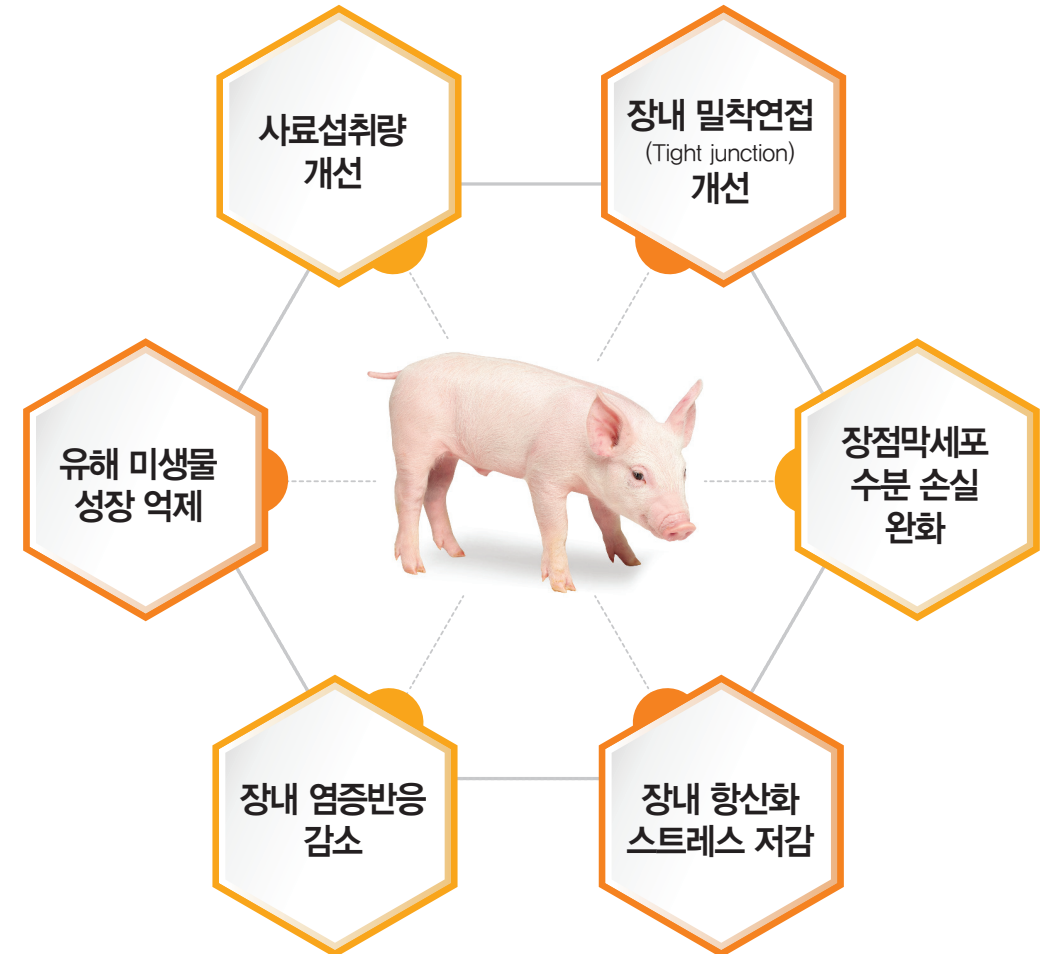 사료섭취량
개선
장내 밀착연접
(Tight junction)
개선
유해 미생물
성장 억제
장점막세포
수분 손실
완화
장내 염증반응
감소
장내 항산화
스트레스 저감